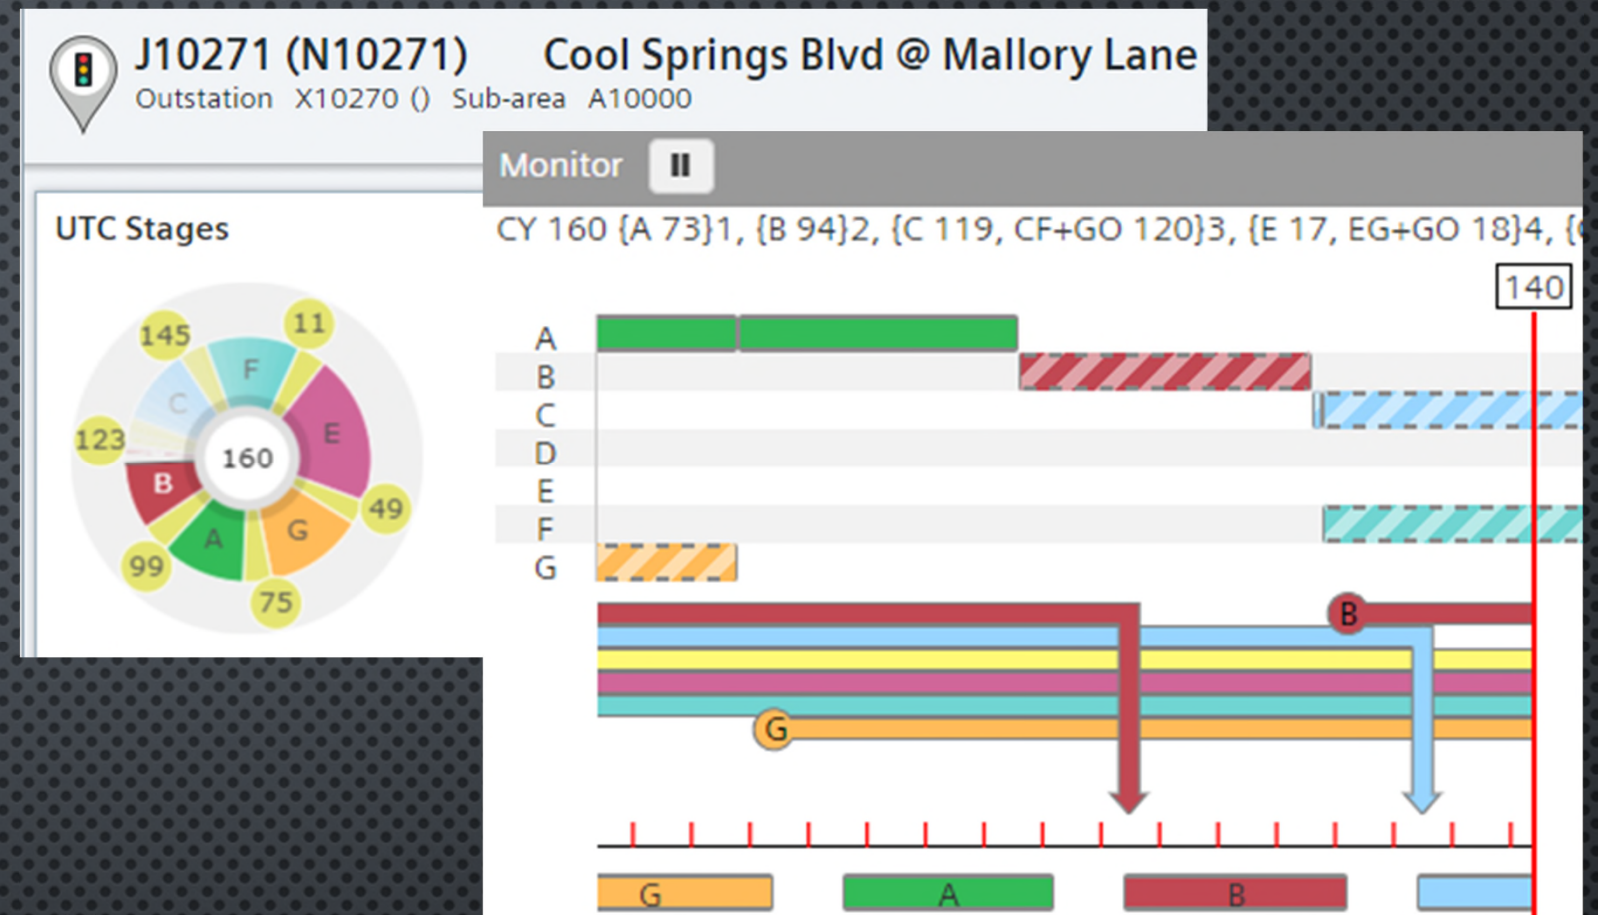 J10271 (N10271) Cool Springs Blvd @ Mallory Lane
Outstation X10270 () Sub-area A10000
Monitor
UTC Stages
CY 160 {A 73}1, {B 94}2, {C 119, CF+GO 120}3, {E 17, EG+GO 18}4,
140
145
11
F
C
E
123
160
B
49
A
G
99
75
A
B
C
D
E
F
G
B
G
G
A
B